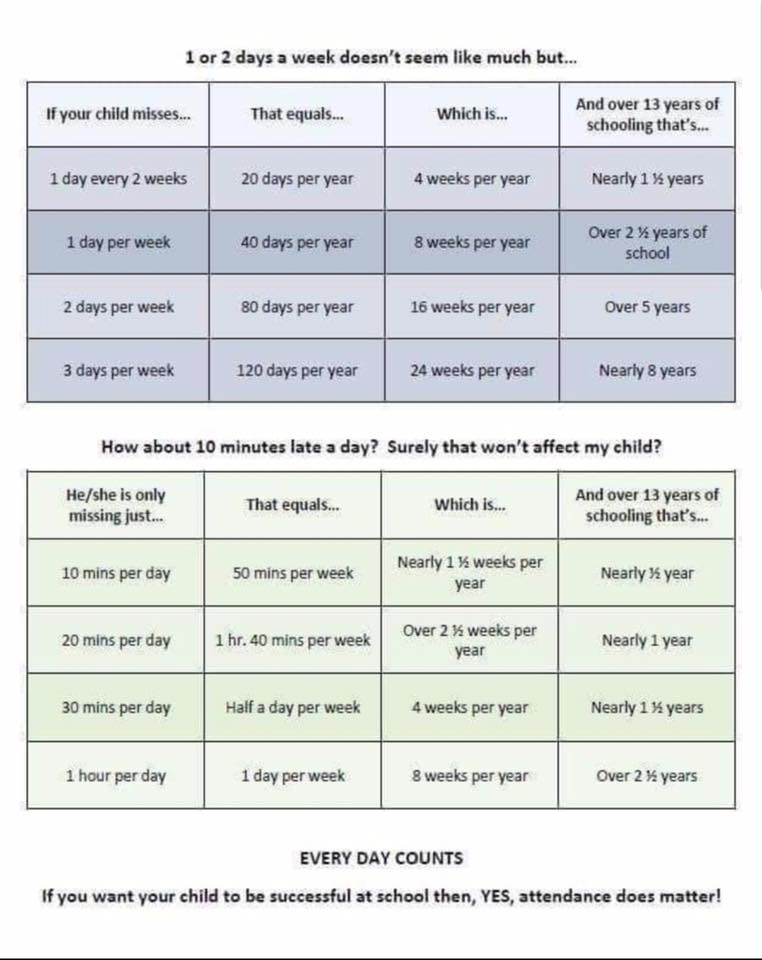 1 or 2 days a week doesn't seem like much but...
If your child misses... That equals... Which is... And over 13 years of
schooling that's...
1 day every 2 weeks 20 days per year 4 weeks per year Nearly 1 ½ years
1 day per week 40 days per year 8 weeks per year Over 2 ½ years of
school
2 days per week 80 days per year 16 weeks per year Over 5 years
3 days per week 120 days per year 24 weeks per year Nearly 8 years
How about 10 minutes late a day? Surely that won't affect my child?
He/she is only
missing just... That equals... Which is... And over 13 years of
schooling that's...
10 mins per day 50 mins per week Nearly 1 ½ weeks per
year Nearly ½ year
20 mins per day 1 hr. 40 mins per week Over 2 ½ weeks per
year Nearly 1 year
30 mins per day Half a day per week 4 weeks per year Nearly 1 ½ years
1 hour per day 1 day per week 8 weeks per year Over 2 ½ years
EVERY DAY COUNTS
If you want your child to be successful at school then, YES, attendance does matter!